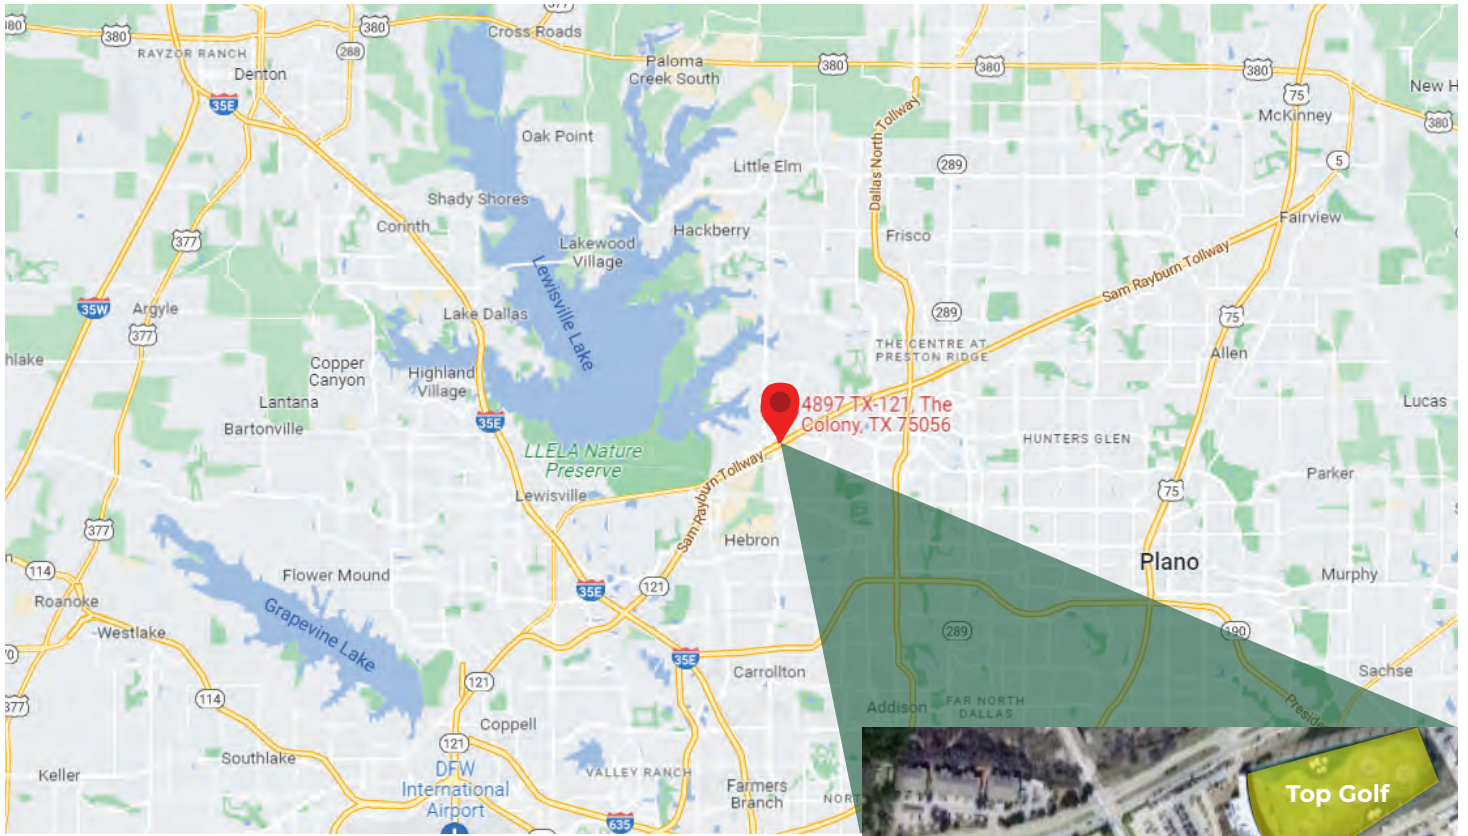 377
380
380
380
Cross Roads
RAYZOR RANCH
288
Denton
Paloma
Creek South
380
380
380
75
New H
35E
McKinney
380
Oak Point
Dallas North Tollway
289
5
Little Elm
Shady Shores
Corinth
Fairview
377
Hackberry
Frisco
Lakewood
Village
Lewisville Lake
Sam Rayburn Tollway
35W
Argyle
Lake Dallas
289
75
377
THE CENTRE AT
PRESTON RIDGE
Allen
hlake
Copper
Canyon
Highland
Village
Lantana
4897 TX-121, The
Colony, TX 75056
Lucas
Bartonville
35E
HUNTERS GLEN
LLELA Nature
Preserve
Parker
Sam Rayburn Tollway
Lewisville
75
377
Hebron
Plano
114
Flower Mound
Murphy
35E
121
Roanoke
Grapevine Lake
Westlake
289
190
35E
Carrollton
Sachse
121
114
377
Addison
FAR NORTH
DALLAS
Preside
Coppell
121
Southlake
DFW
International
Airport
VALLEY RANCH
Keller
Farmers
Branch
NORT
Top Golf
635